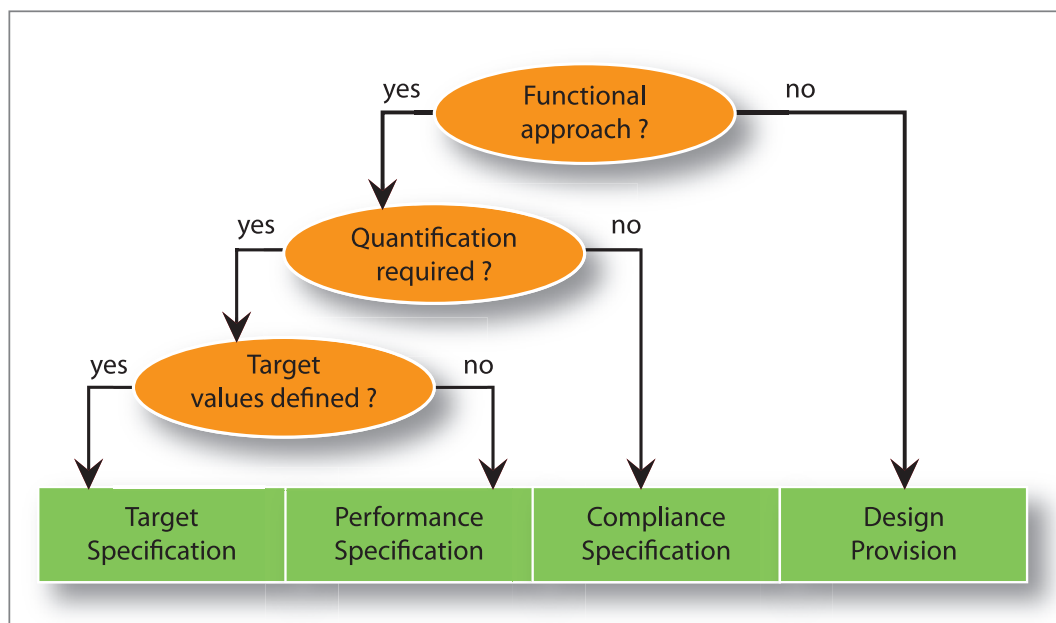 yes
Functional
approach ?
no
yes
Quantification
required ?
no
yes
Target
values defined ?
no
Target
Specification
Performance
Specification
Compliance
Specification
Design
Provision